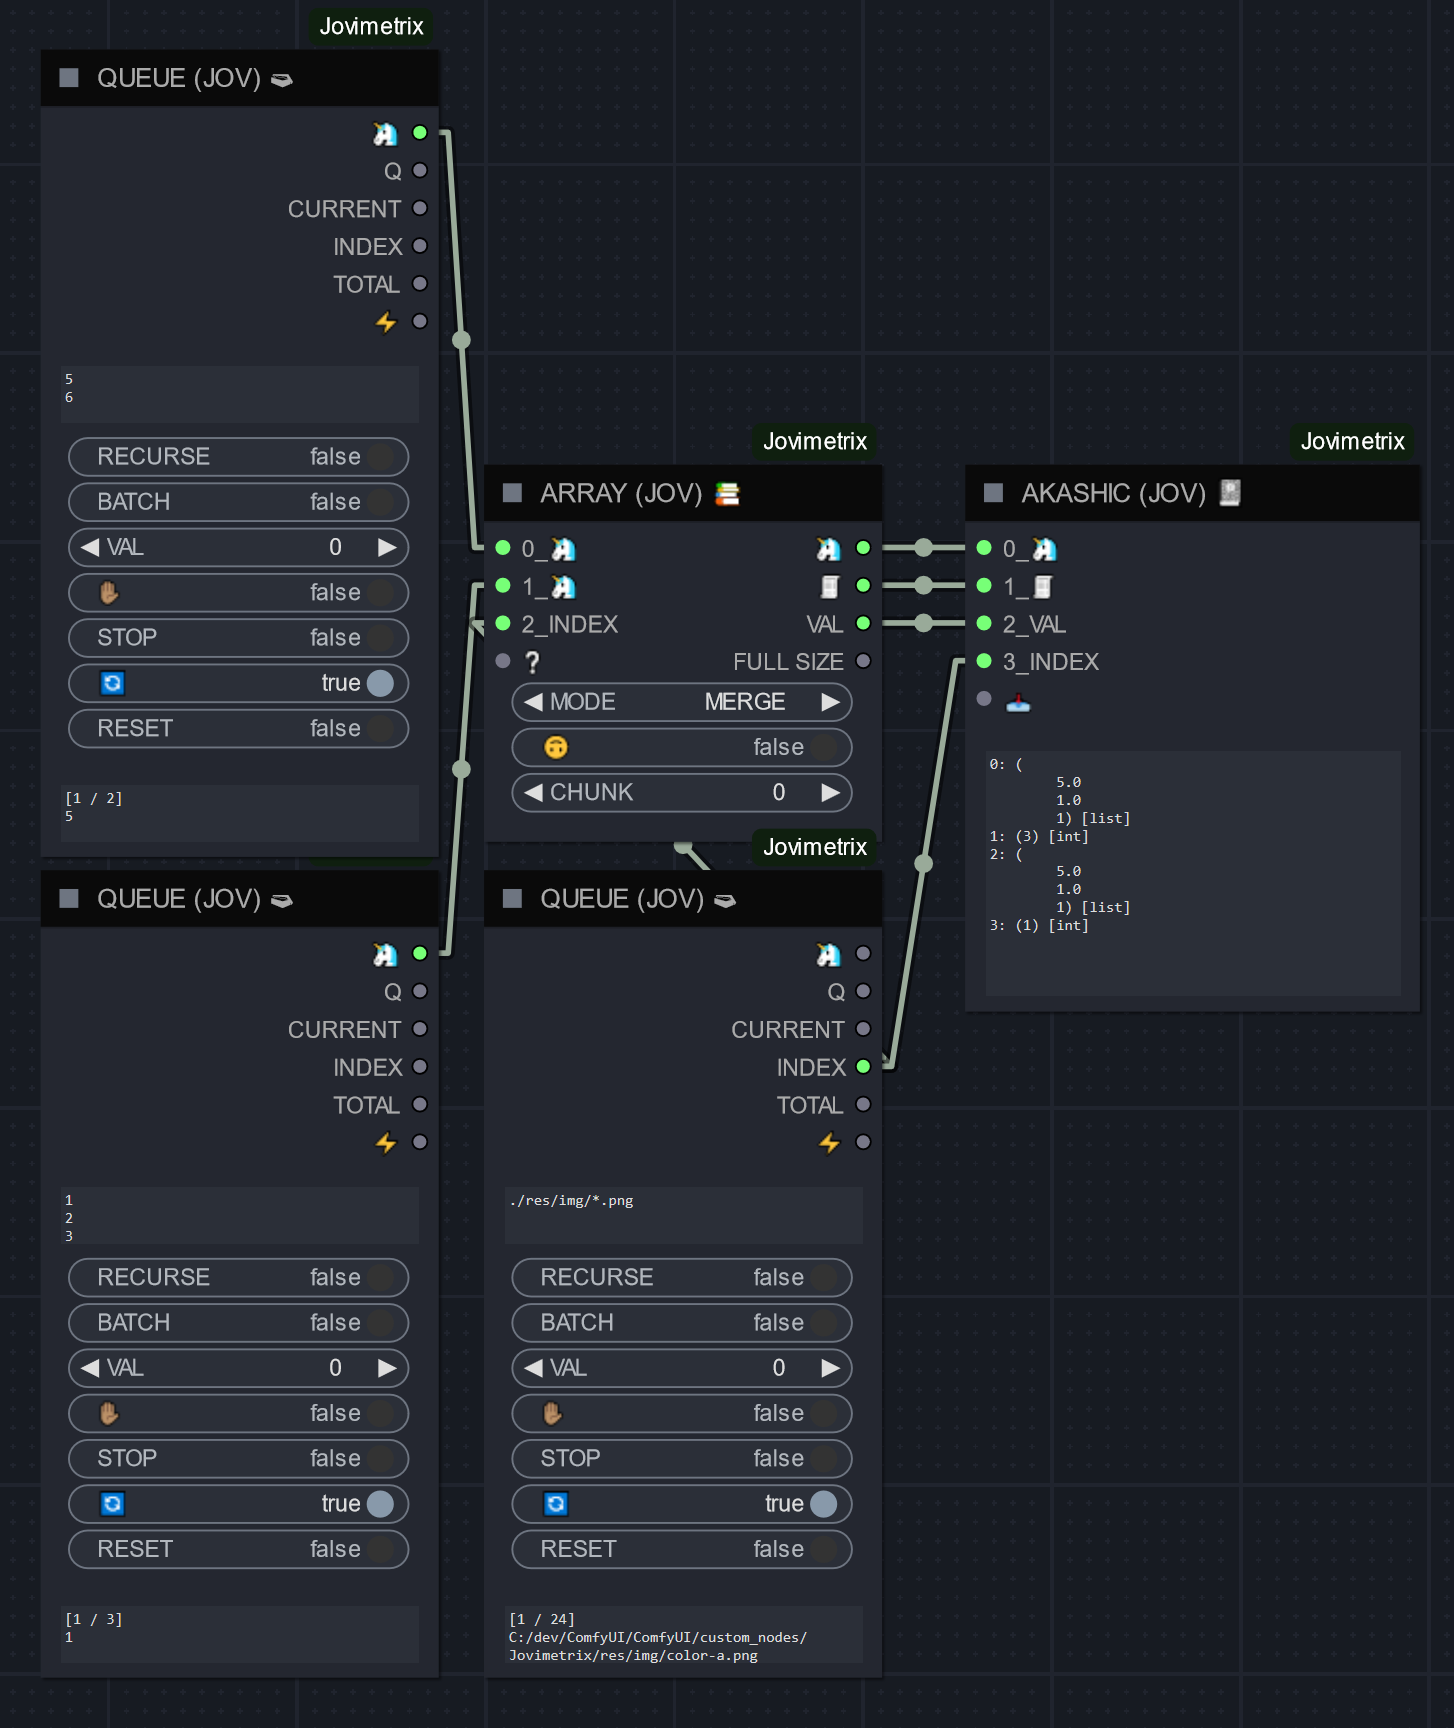 Jovimetrix
QUEUE (JOV)
Q
CURRENT
INDEX
TOTAL
5
6
RECURSE false
BATCH false
VAL 0
false
STOP false
true
RESET false
[1 / 2]
5
Jovimetrix
ARRAY (JOV)
0_
1_
2_INDEX VAL
? FULL SIZE
MODE MERGE
false
CHUNK 0
Jovimetrix
AKASHIC (JOV)
0_
1_
2_VAL
3_INDEX
0: (
5.0
1.0
1) [list]
1: (3) [int]
2: (
5.0
1.0
1) [list]
3: (1) [int]
QUEUE (JOV)
Q
CURRENT
INDEX
TOTAL
1
2
3
RECURSE false
BATCH false
VAL 0
false
STOP false
true
RESET false
[1 / 3]
1
Jovimetrix
QUEUE (JOV)
Q
CURRENT
INDEX
TOTAL
./res/img/*.png
RECURSE false
BATCH false
VAL 0
false
STOP false
true
RESET false
[1 / 24]
C:/dev/ComfyUI/ComfyUI/custom_nodes/
Jovimetrix/res/img/color-a.png